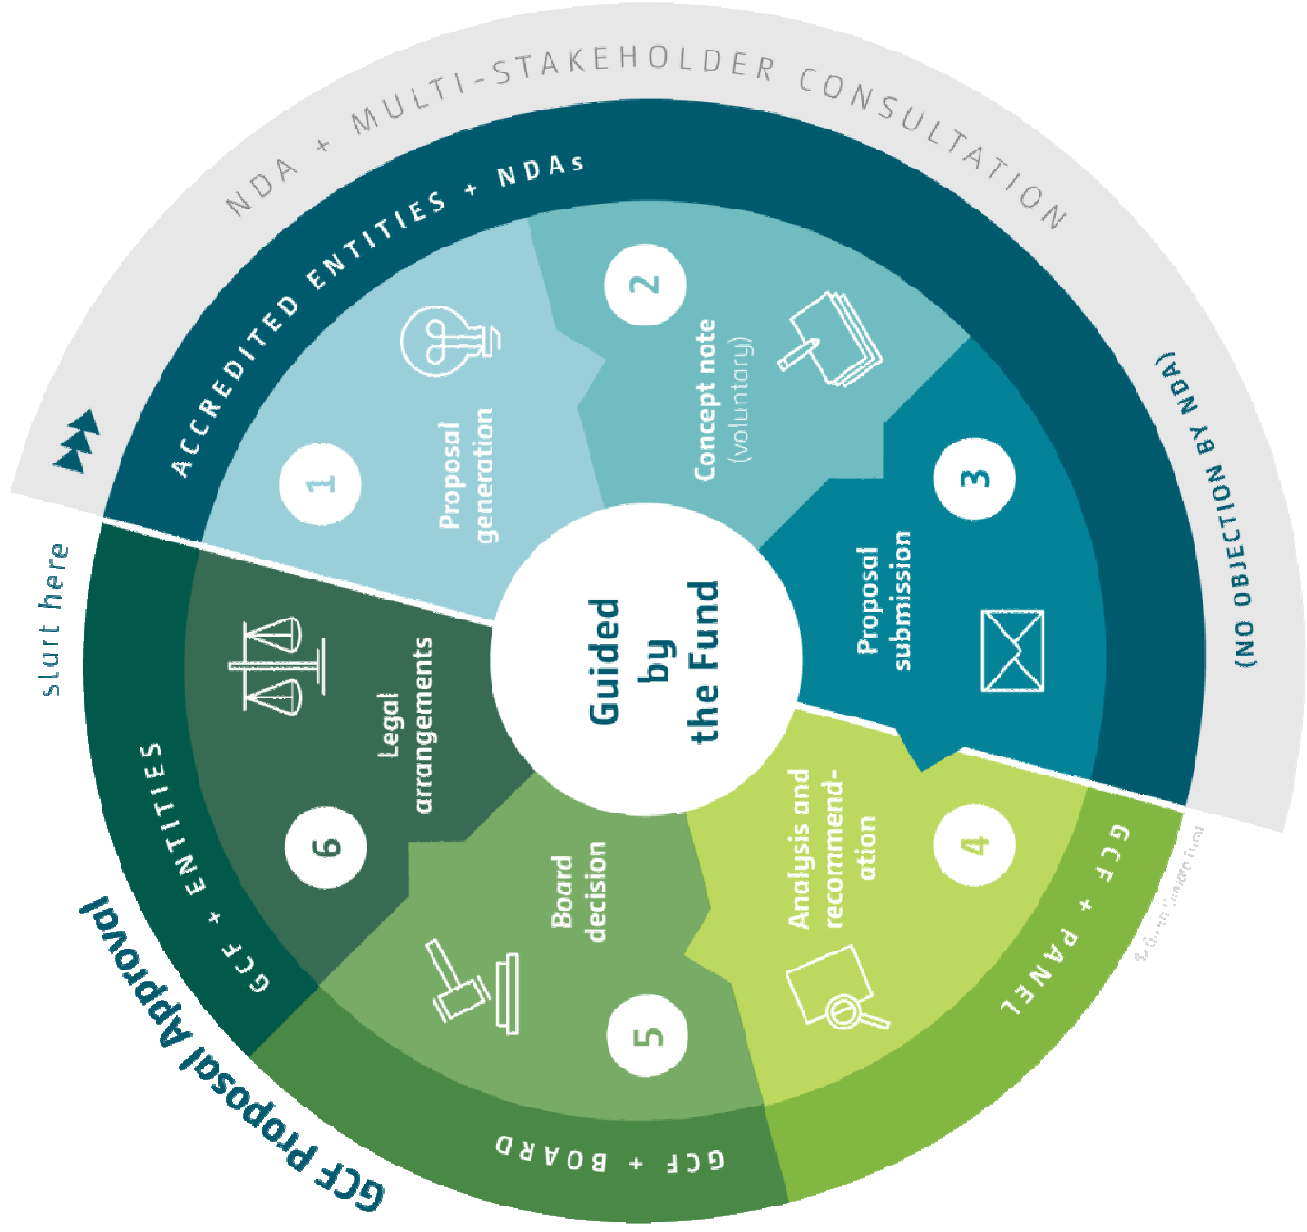 GCF Proposal Approval
start here
NDA + MULTI-STAKEHOLDER CONSULTATION
(NO OBJECTION BY NDA)
ACCREDITED ENTITIES + NDAs
1
Proposal
generation
2
Concept note
(voluntary)
3
Proposal
submission
GCF + PANEL
4
Analysis and
recommend-
ation
GCF + BOARD
5
Board
decision
GCF + ENTITIES
6
Legal
arrangements
Guided
by
the Fund